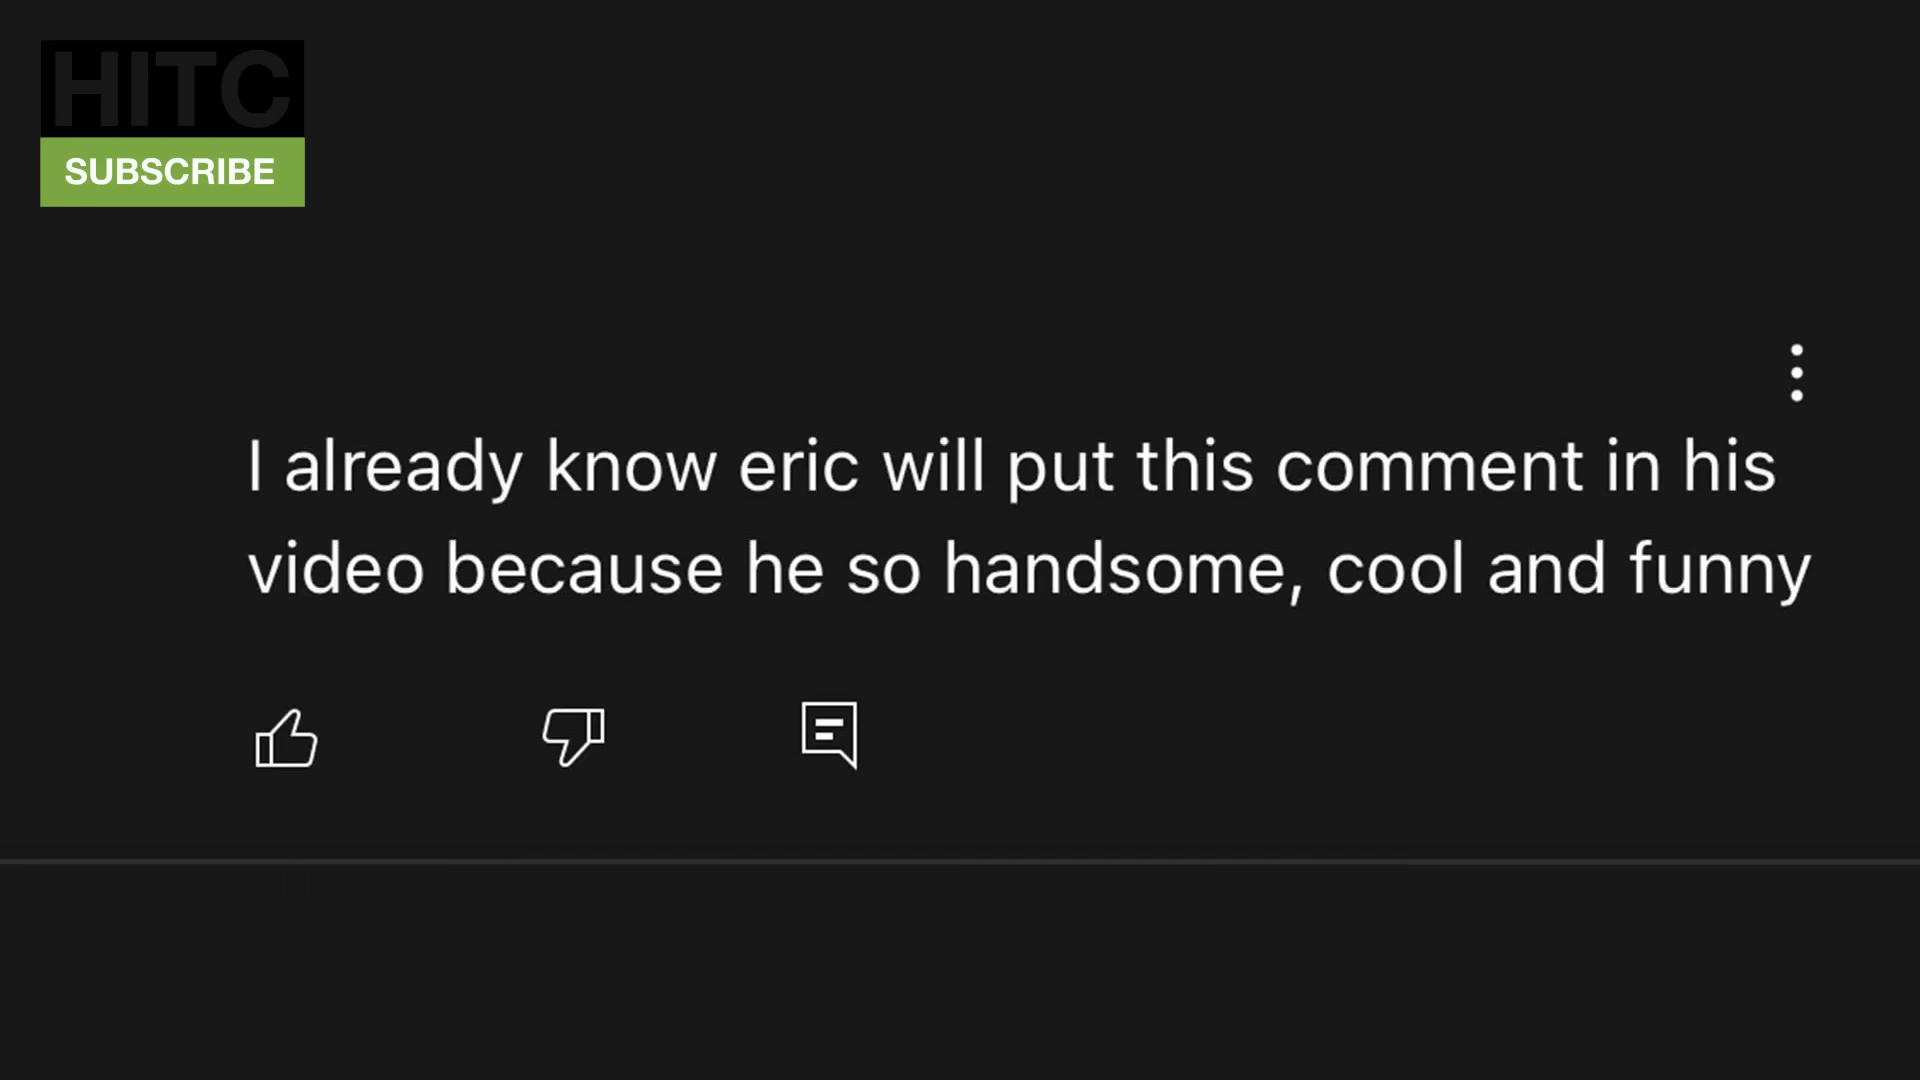 HITC
SUBSCRIBE
I already know eric will put this comment in his
video because he so handsome, cool and funny